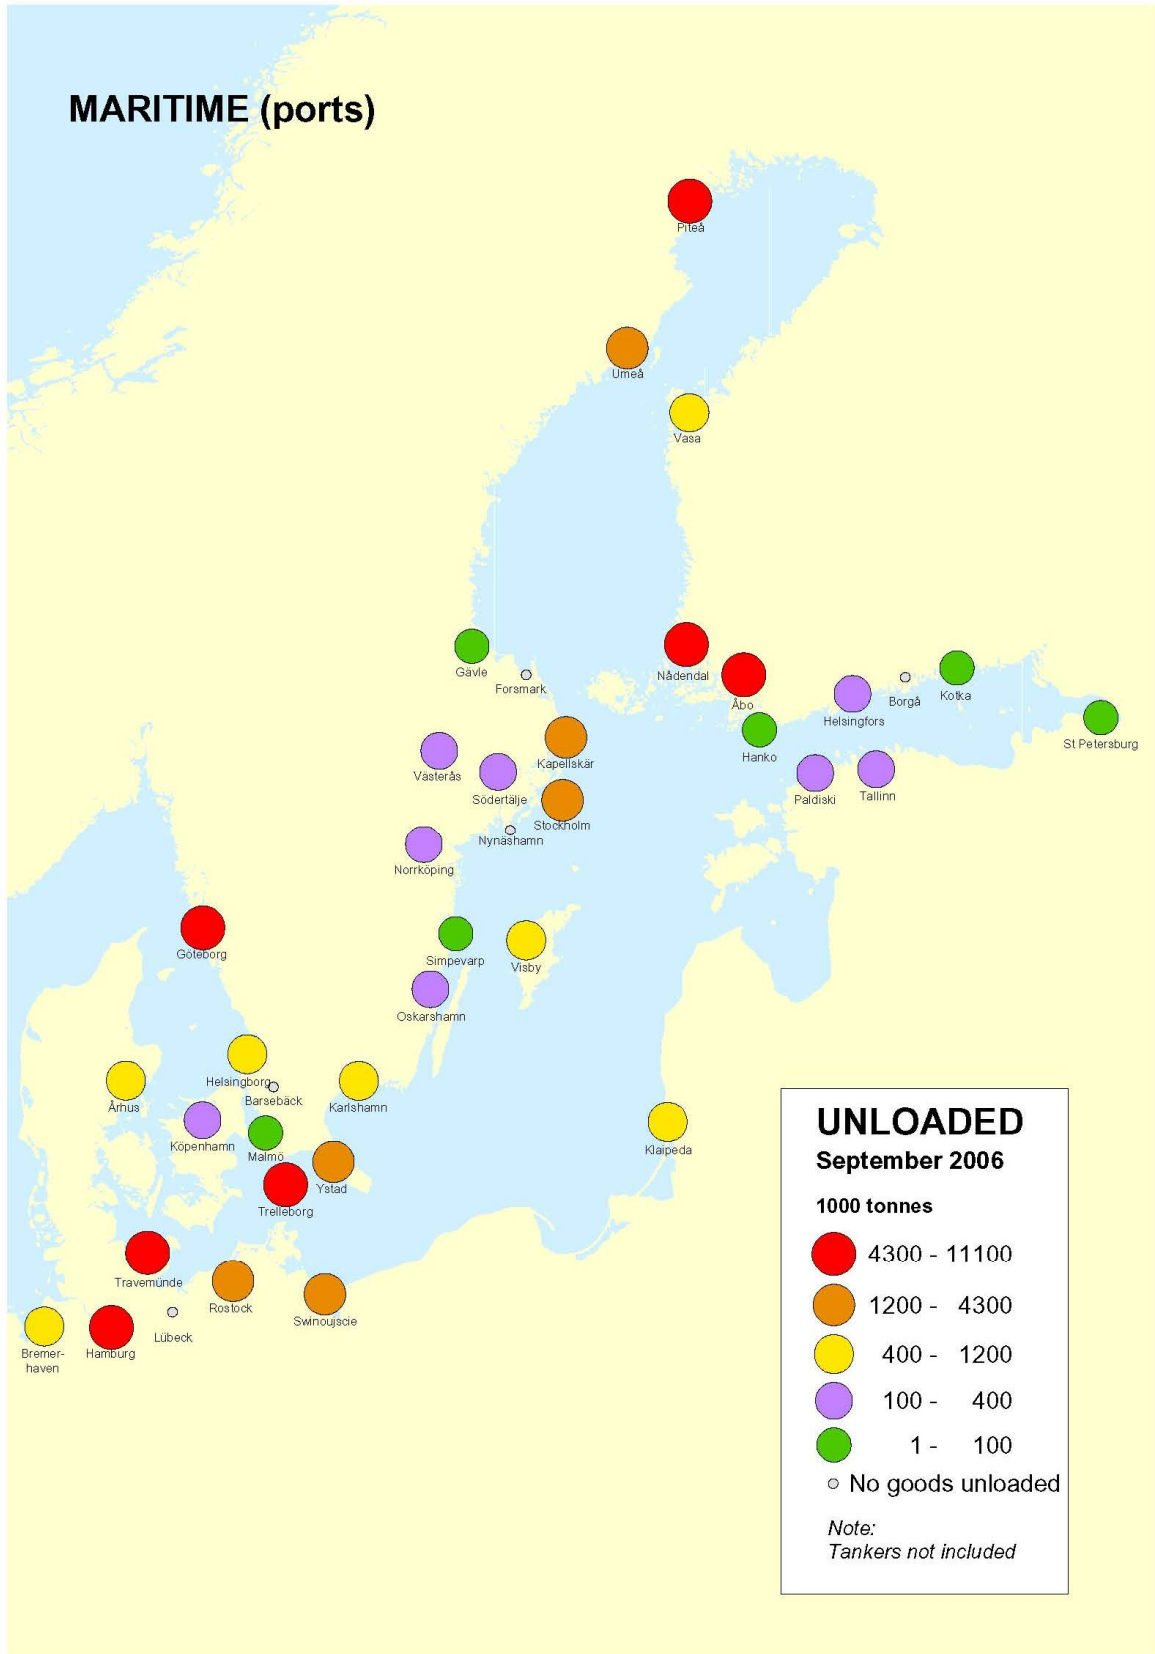 MARITIME (ports)
Piteå
Umeå
Vasa
Gävle
Forsmark
Nådendal
Åbo
Helsingfors
Borgå
Kotka
St Petersburg
Hanko
Kapellskär
Västerås
Södertälje
Paldiski
Tallinn
Stockholm
Nynäshamn
Norrköping
Göteborg
Simpevarp
Visby
Oskarshamn
Helsingborg
Barsebäck
Århus
Karlshamn
Köpenhamn
Malmö
Klaipeda
Ystad
Trelleborg
Travemünde
Rostock
Swinoujscie
Lübeck
Bremer-
haven
Hamburg
UNLOADED
September 2006
1000 tonnes
4300 - 11100
1200 - 4300
400 - 1200
100 - 400
1 - 100
No goods unloaded
Note:
Tankers not included